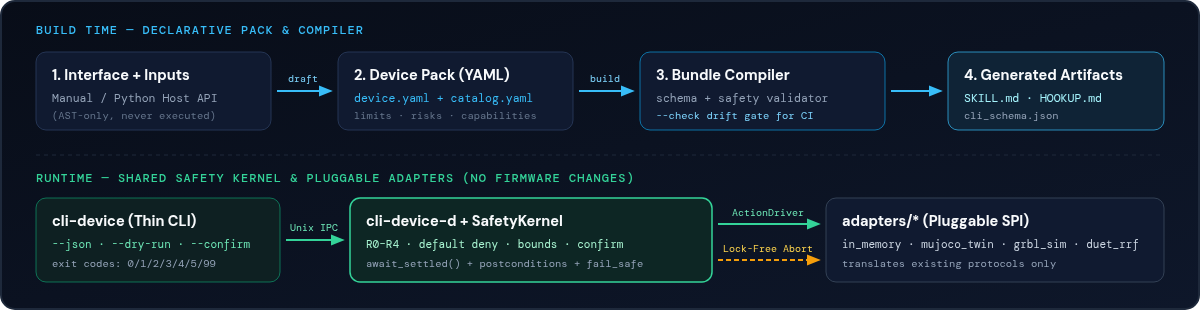 BUILD TIME — DECLARATIVE PACK & COMPILER
1. Interface + Inputs
Manual / Python Host API
(AST-only, never executed)
draft
2. Device Pack (YAML)
device.yaml + catalog.yaml
limits · risks · capabilities
build
3. Bundle Compiler
schema + safety validator
--check drift gate for CI
4. Generated Artifacts
SKILL.md · HOOKUP.md
cli_schema.json
RUNTIME — SHARED SAFETY KERNEL & PLUGGABLE ADAPTERS (NO FIRMWARE CHANGES)
cli-device (Thin CLI)
--json · --dry-run · --confirm
exit codes: 0/1/2/3/4/5/99
Unix IPC
cli-device-d + SafetyKernel
R0-R4 · default deny · bounds · confirm
await_settled() + postconditions + fail_safe
ActionDriver
Lock-Free Abort
adapters/* (Pluggable SPI)
in_memory · mujoco_twin · grbl_sim · duet_rrf
translates existing protocols only